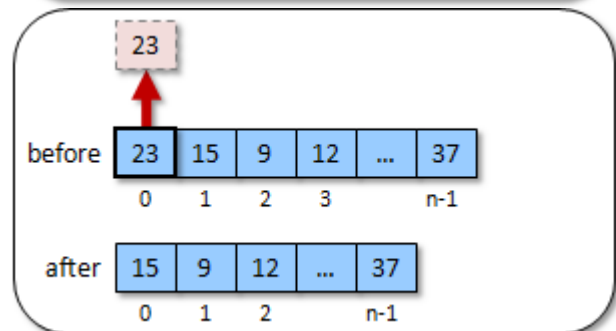 23
before 23 15 9 12 ... 37
0 1 2 3 n-1
after 15 9 12 ... 37
0 1 2 n-1